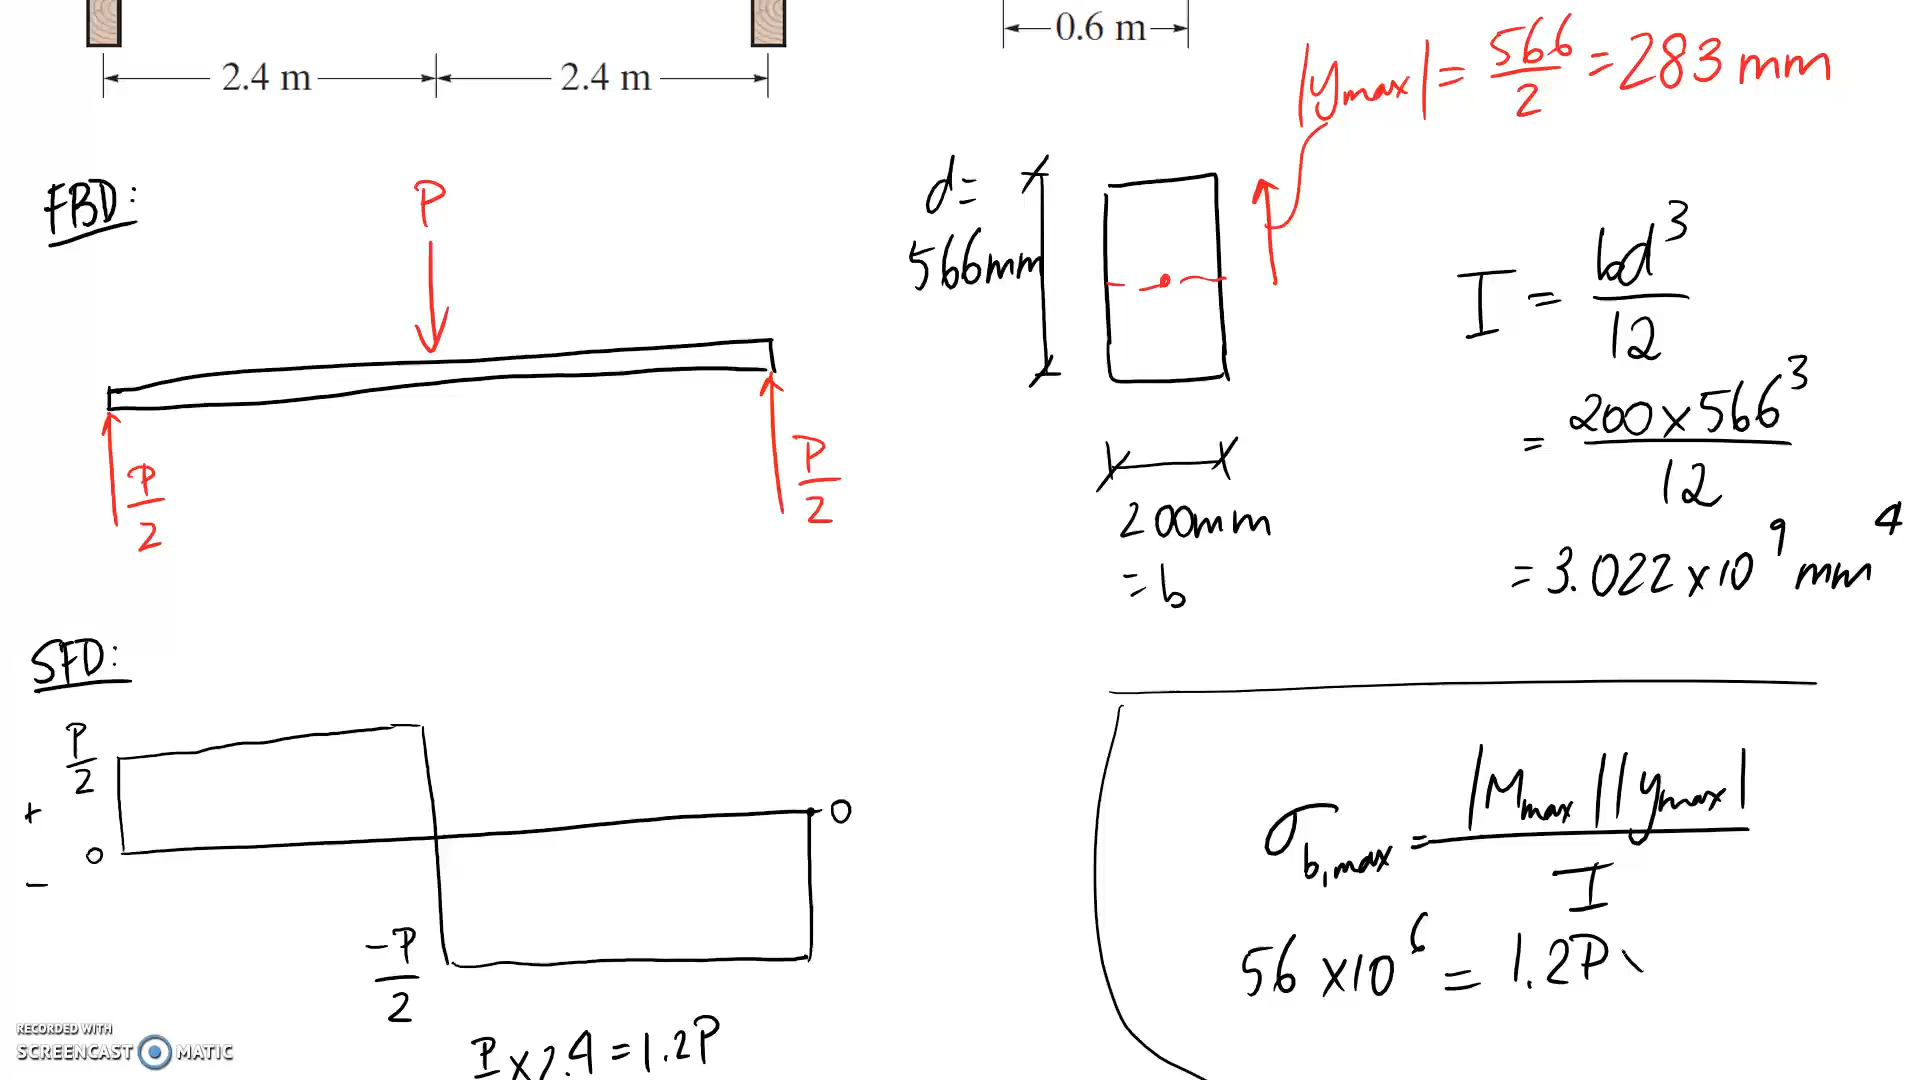 2.4 m 2.4 m
0.6 m
|ymax| = 566/2 = 283 mm
FBD:
P
P/2
P/2
d=
566mm
200mm
= b
I = bd³/12
= 200 × 566³/12
= 3.022 × 10⁹ mm⁴
SFD:
P/2
+
0
−
0
−P/2
P × 2.4 = 1.2P
σb,max = |Mmax||ymax|/I
56 × 10⁶ = 1.2P
RECORDED WITH
SCREENCAST MATIC